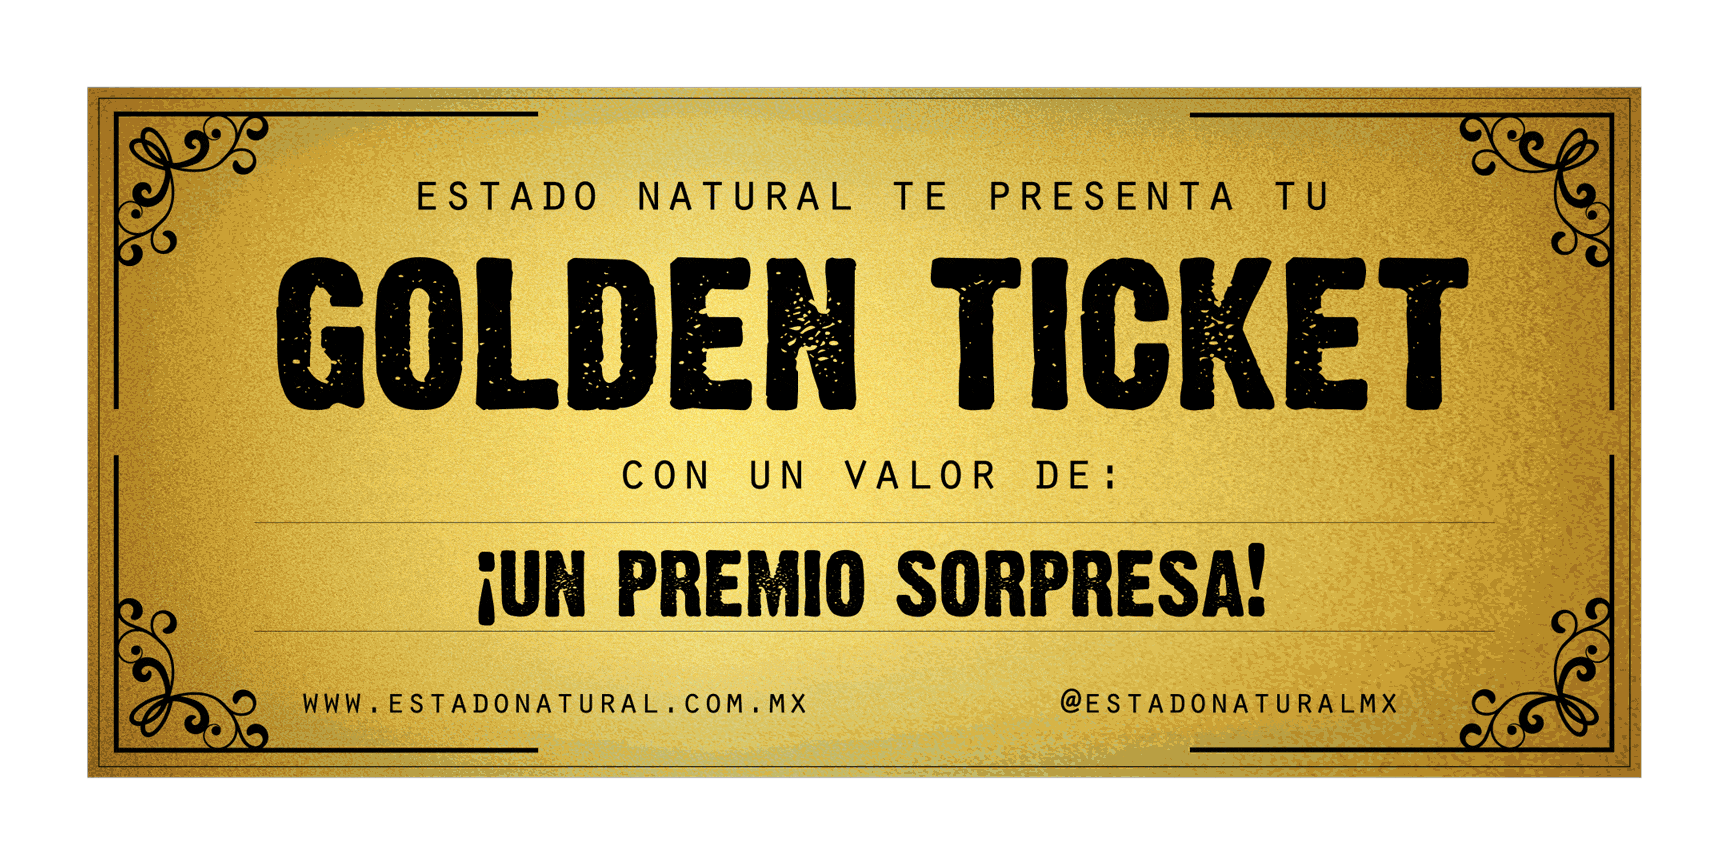 ESTADO NATURAL TE PRESENTA TU
GOLDEN TICKET
CON UN VALOR DE:
¡UN PREMIO SORPRESA!
WWW.ESTADONATURAL.COM.MX
@ESTADONATURALMX